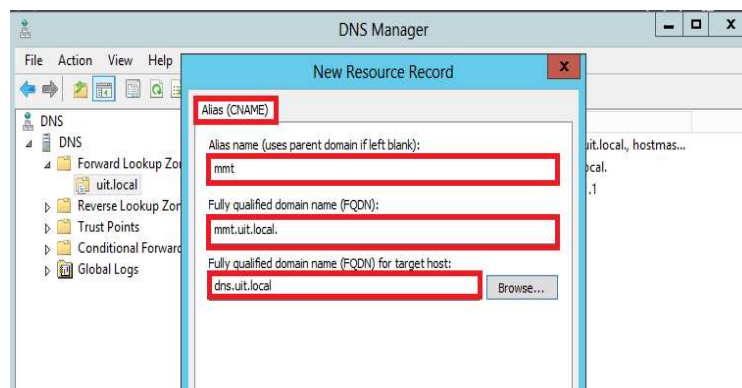 DNS Manager
File Action View Help
New Resource Record
Alias (CNAME)
DNS
DNS
Forward Lookup Zo
uit.local
Reverse Lookup Zor
Trust Points
Conditional Forward
Global Logs
Alias name (uses parent domain if left blank):
mmt
Fully qualified domain name (FQDN):
mmt.uit.local.
Fully qualified domain name (FQDN) for target host:
dns.uit.local
Browse...
uit.local., hostmas...
ocal.
.1